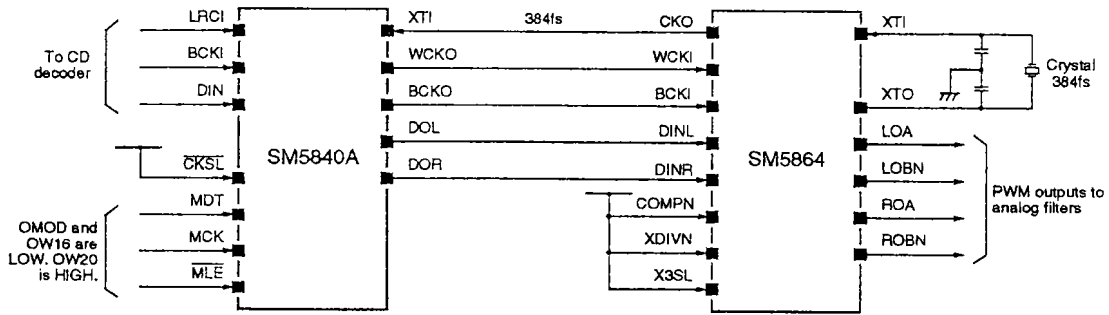 LRCI
XTI
384fs
CKO
XTI
To CD
decoder
BCKI
WCKO
WCKI
Crystal
384fs
DIN
BCKO
BCKI
XTO
DOL
DINL
LOA
SM5840A
SM5864
CKSL
DOR
DINR
LOBN
PWM outputs to
analog filters
MDT
COMPN
ROA
OMOD and
OW16 are
LOW. OW20
is HIGH.
MCK
XDIVN
ROBN
MLE
X3SL